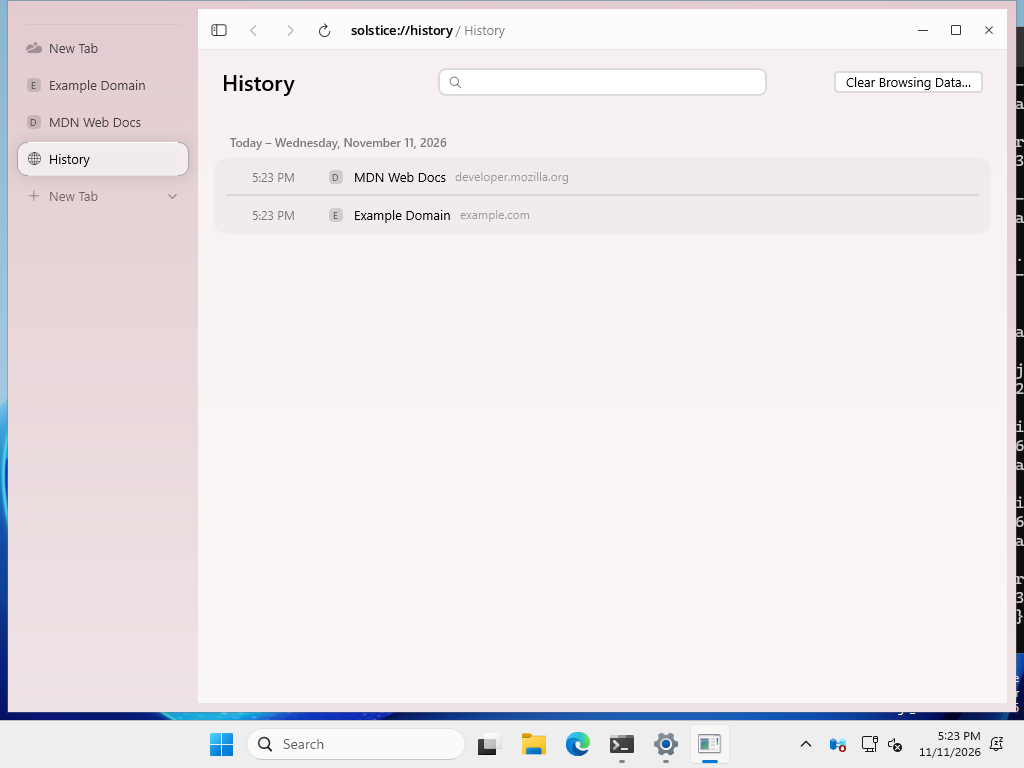 New Tab
E Example Domain
D MDN Web Docs
History
New Tab
solstice://history / History
History
Clear Browsing Data...
Today – Wednesday, November 11, 2026
5:23 PM D MDN Web Docs developer.mozilla.org
5:23 PM E Example Domain example.com
Search
5:23 PM
11/11/2026